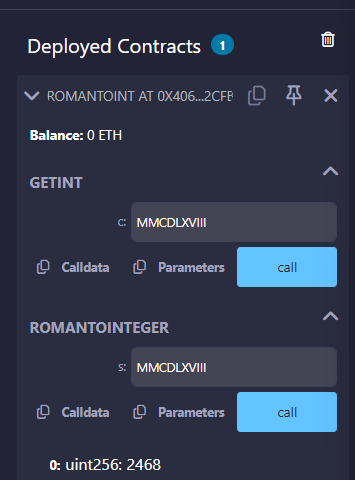 Deployed Contracts 1
ROMANTOINT AT 0X406...2CFB
Balance: 0 ETH
GETINT
c: MMCDLXVIII
Calldata Parameters call
ROMANTOINTEGER
s: MMCDLXVIII
Calldata Parameters call
0: uint256: 2468